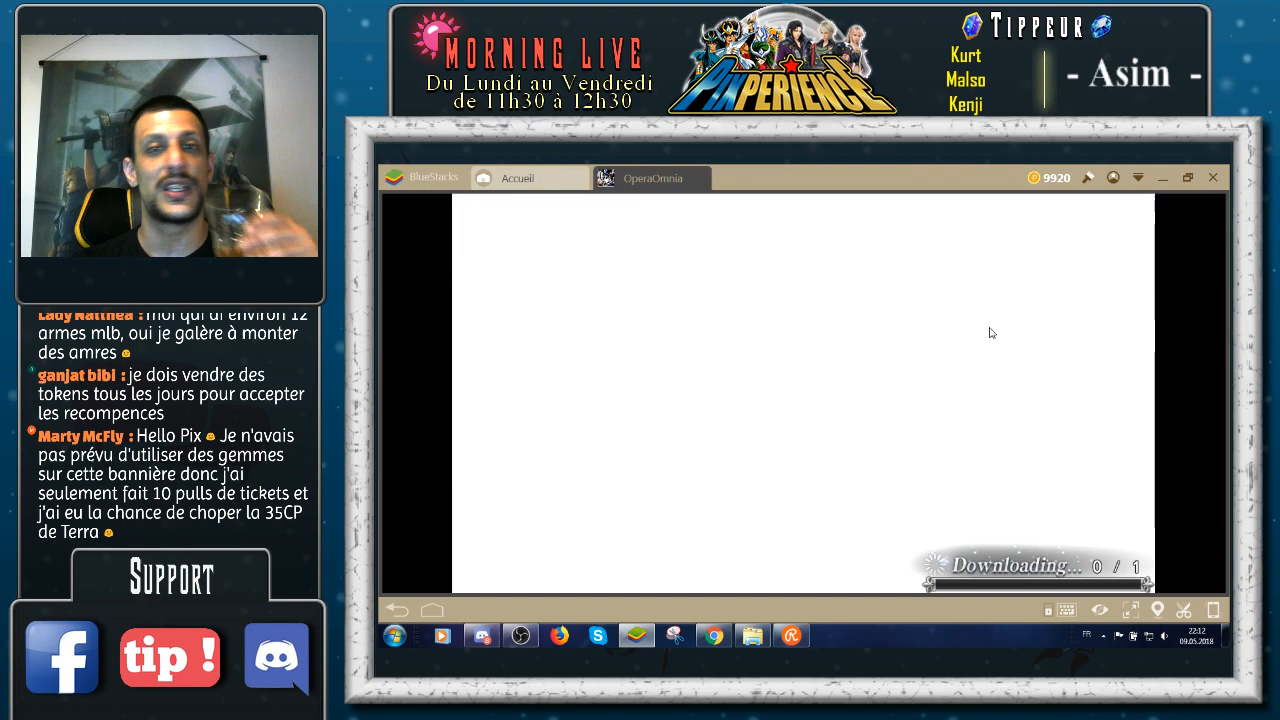 MORNING LIVE
Du Lundi au Vendredi
de 11h30 à 12h30
PIXPERIENCE
TIPPEUR
Kurt
Malso
Kenji
- Asim -
BlueStacks
Accueil
OperaOmnia
P 9920
Lady Natthea : moi qui ai environ 12
armes mlb, oui je galère à monter
des amres
ganjat bibi : je dois vendre des
tokens tous les jours pour accepter
les recompences
Marty McFly : Hello Pix Je n'avais
pas prévu d'utiliser des gemmes
sur cette bannière donc j'ai
seulement fait 10 pulls de tickets et
j'ai eu la chance de choper la 35CP
de Terra
Downloading... 0 / 1
SUPPORT
f
tip !
FR
22:12
09.05.2018